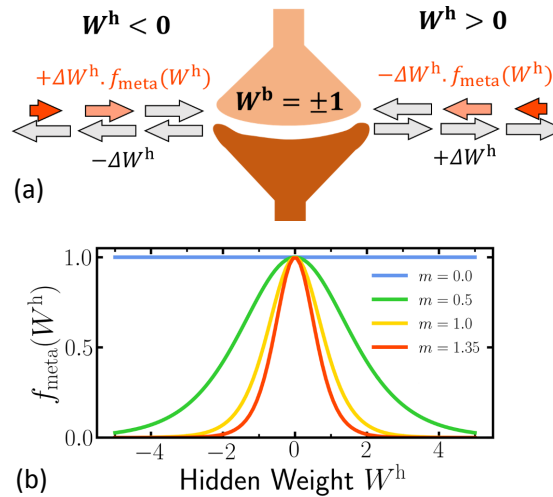 W^h < 0
W^h > 0
+ΔW^h. f_meta(W^h)
−ΔW^h. f_meta(W^h)
W^b = ±1
−ΔW^h
+ΔW^h
(a)
1.0
0.5
0.0
f_meta(W^h)
m = 0.0
m = 0.5
m = 1.0
m = 1.35
−4 −2 0 2 4
(b)
Hidden Weight W^h